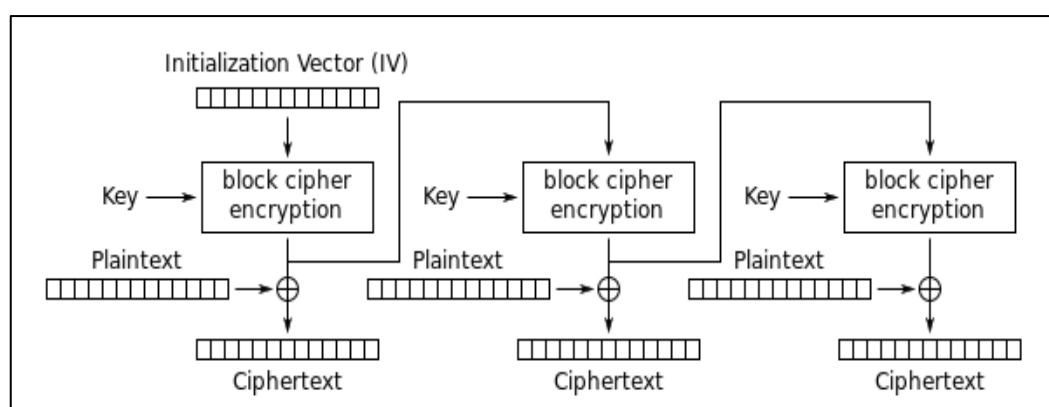 Initialization Vector (IV)
Key
block cipher
encryption
Key
block cipher
encryption
Key
block cipher
encryption
Plaintext
Plaintext
Plaintext
Ciphertext
Ciphertext
Ciphertext